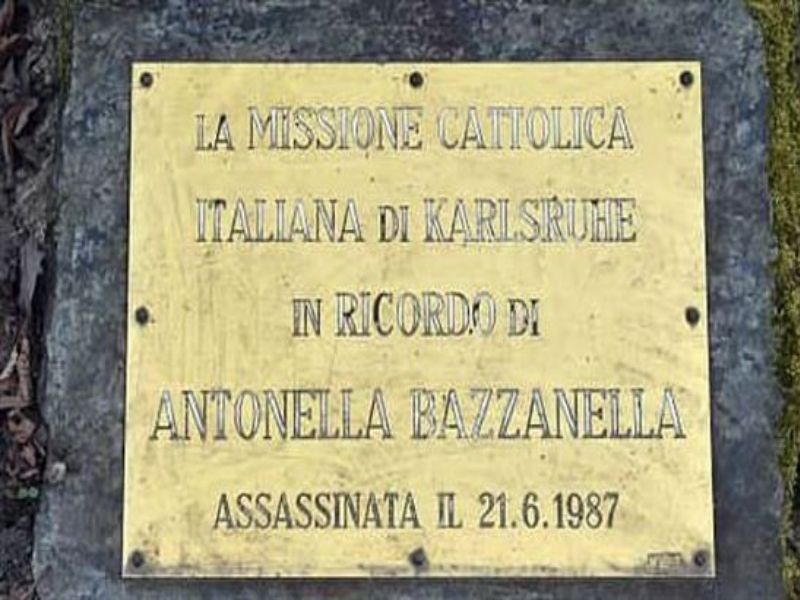 LA MISSIONE CATTOLICA
ITALIANA DI KARLSRUHE
IN RICORDO DI
ANTONELLA BAZZANELLA
ASSASSINATA IL 21.6.1987